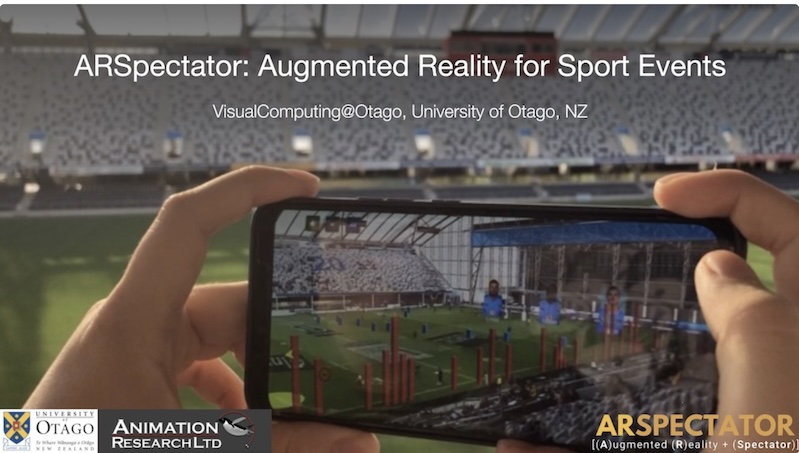 ARSpectator: Augmented Reality for Sport Events
VisualComputing@Otago, University of Otago, NZ
UNIVERSITY
of
OTAGO
Te Whare Wānanga o Otāgo
NEW ZEALAND
ANIMATION
RESEARCH LTD
ARSPECTATOR
[(A)ugmented (R)eality + (Spectator)]